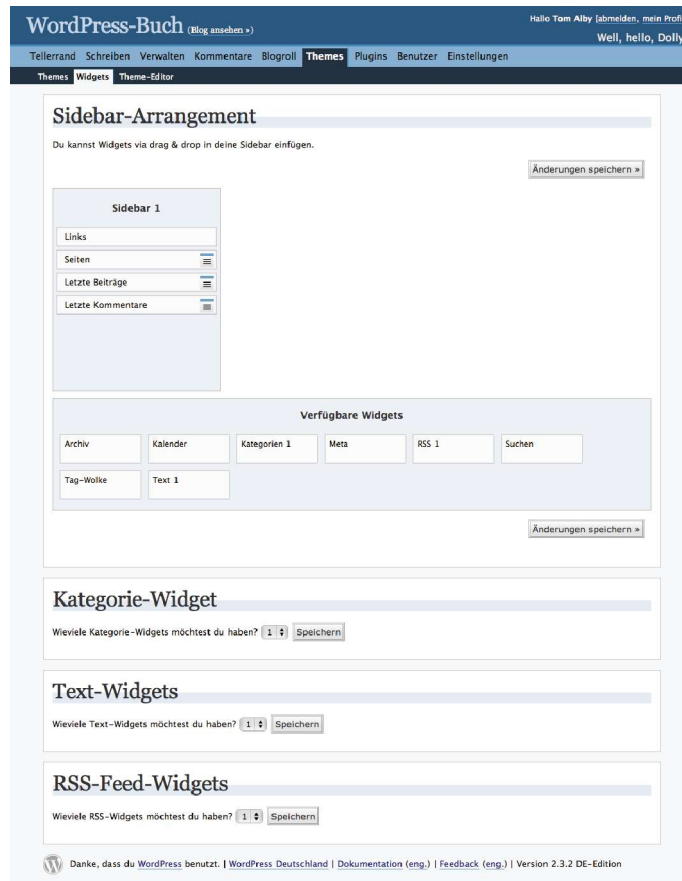 WordPress-Buch (Blog ansehen »)
Hallo Tom Alby [abmelden, mein Profi
Well, hello, Dolly
Tellerrand Schreiben Verwalten Kommentare Blogroll Themes Plugins Benutzer Einstellungen
Themes Widgets Theme-Editor
Sidebar-Arrangement
Du kannst Widgets via drag & drop in deine Sidebar einfügen.
Änderungen speichern »
Sidebar 1
Links
Seiten
Letzte Beiträge
Letzte Kommentare
Verfügbare Widgets
Archiv Kalender Kategorien 1 Meta RSS 1 Suchen
Tag-Wolke Text 1
Änderungen speichern »
Kategorie-Widget
Wieviele Kategorie-Widgets möchtest du haben? 1 Speichern
Text-Widgets
Wieviele Text-Widgets möchtest du haben? 1 Speichern
RSS-Feed-Widgets
Wieviele RSS-Widgets möchtest du haben? 1 Speichern
Danke, dass du WordPress benutzt. | WordPress Deutschland | Dokumentation (eng.) | Feedback (eng.) | Version 2.3.2 DE-Edition